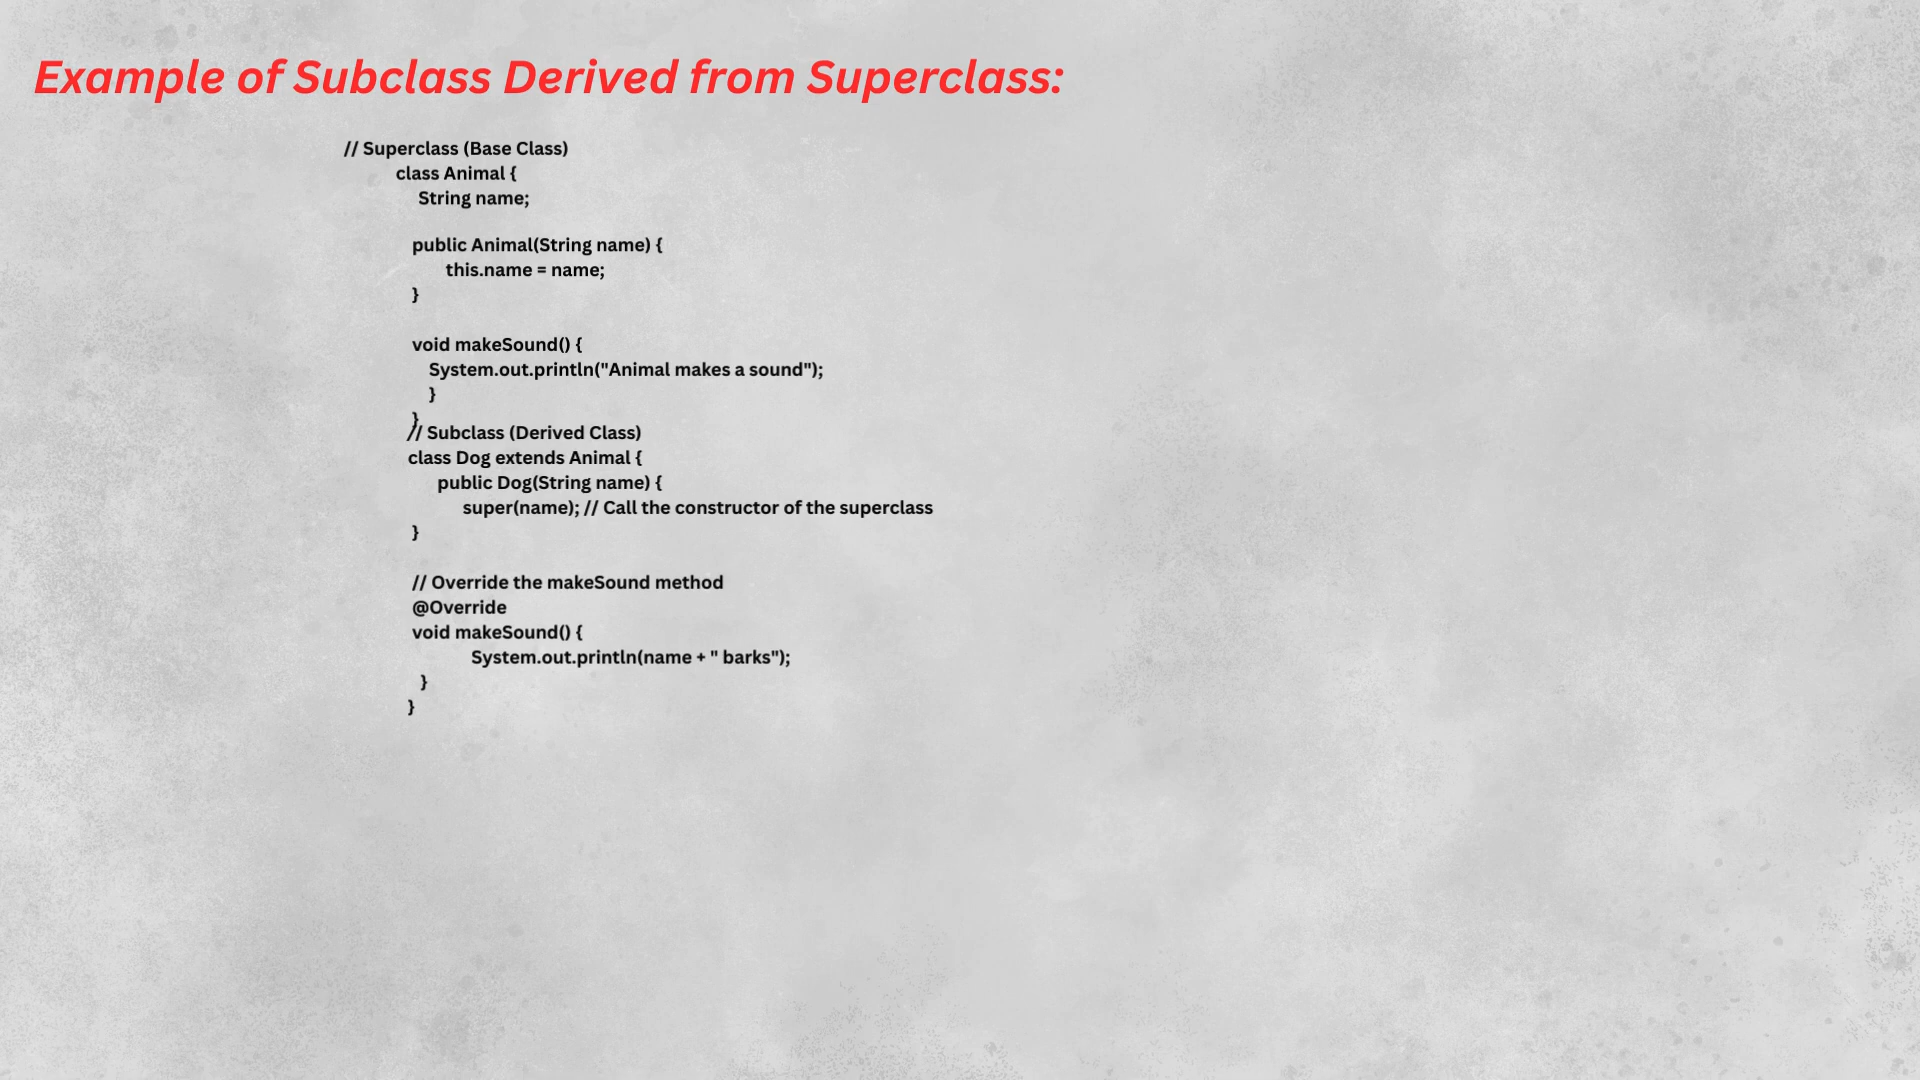 Example of Subclass Derived from Superclass:
// Superclass (Base Class)
class Animal {
String name;
public Animal(String name) {
this.name = name;
}
void makeSound() {
System.out.println("Animal makes a sound");
}
}
// Subclass (Derived Class)
class Dog extends Animal {
public Dog(String name) {
super(name); // Call the constructor of the superclass
}
// Override the makeSound method
@Override
void makeSound() {
System.out.println(name + " barks");
}
}